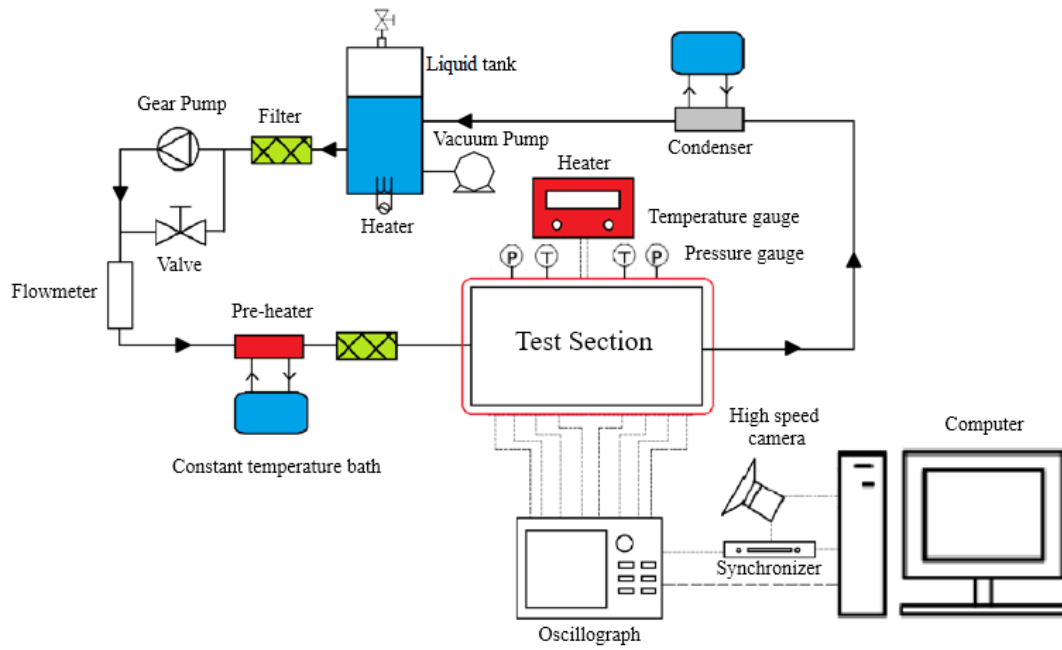 Liquid tank
Gear Pump
Filter
Vacuum Pump
Condenser
Heater
Heater
Temperature gauge
Valve
Pressure gauge
P
T
T
P
Flowmeter
Pre-heater
Test Section
High speed
camera
Computer
Constant temperature bath
Synchronizer
Oscillograph